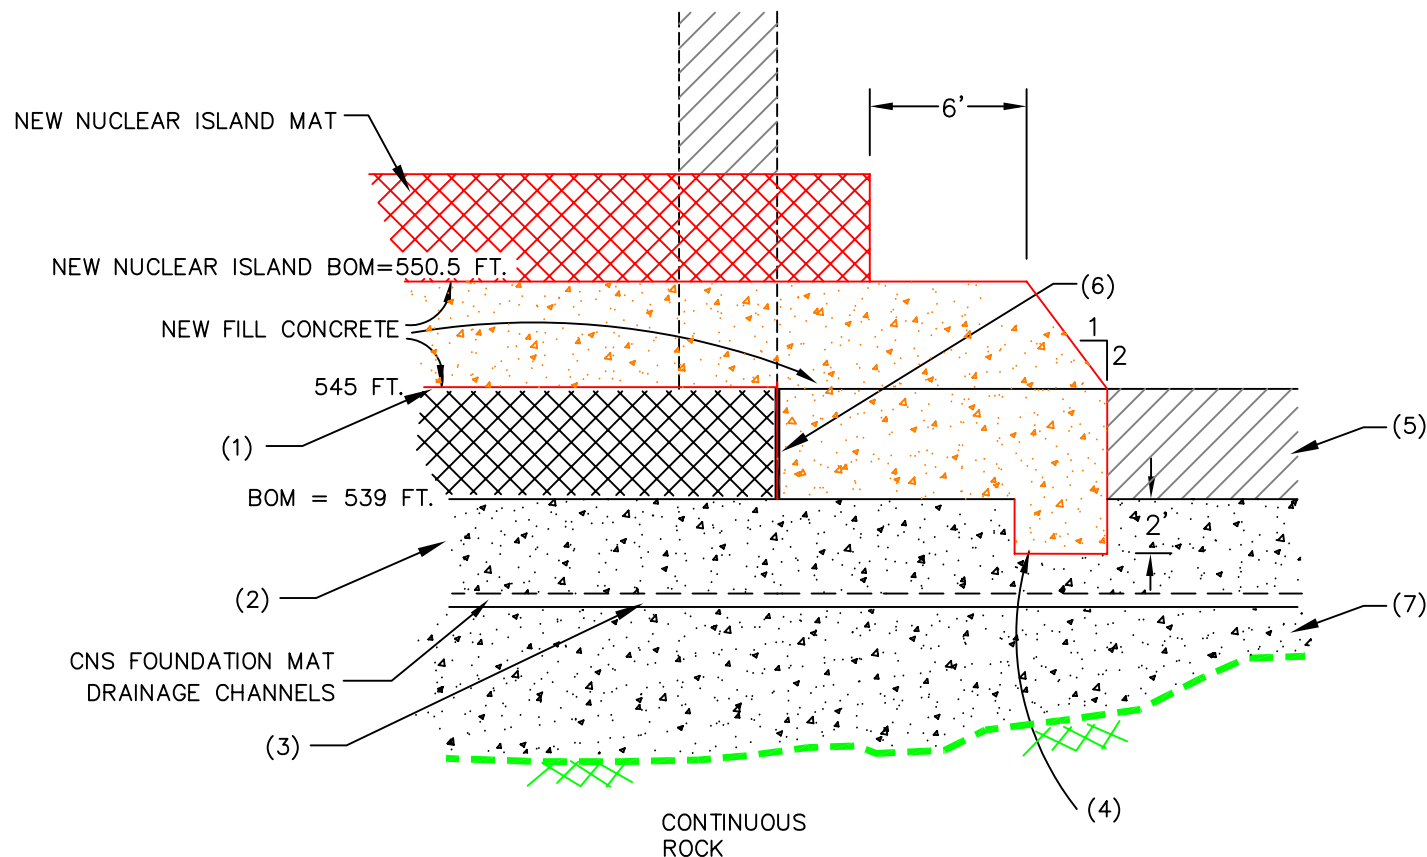 6'
NEW NUCLEAR ISLAND MAT
NEW NUCLEAR ISLAND BOM=550.5 FT.
(6)
NEW FILL CONCRETE
1
2
545 FT.
(1)
(5)
BOM = 539 FT.
2'
(2)
(7)
CNS FOUNDATION MAT
DRAINAGE CHANNELS
(3)
(4)
CONTINUOUS
ROCK